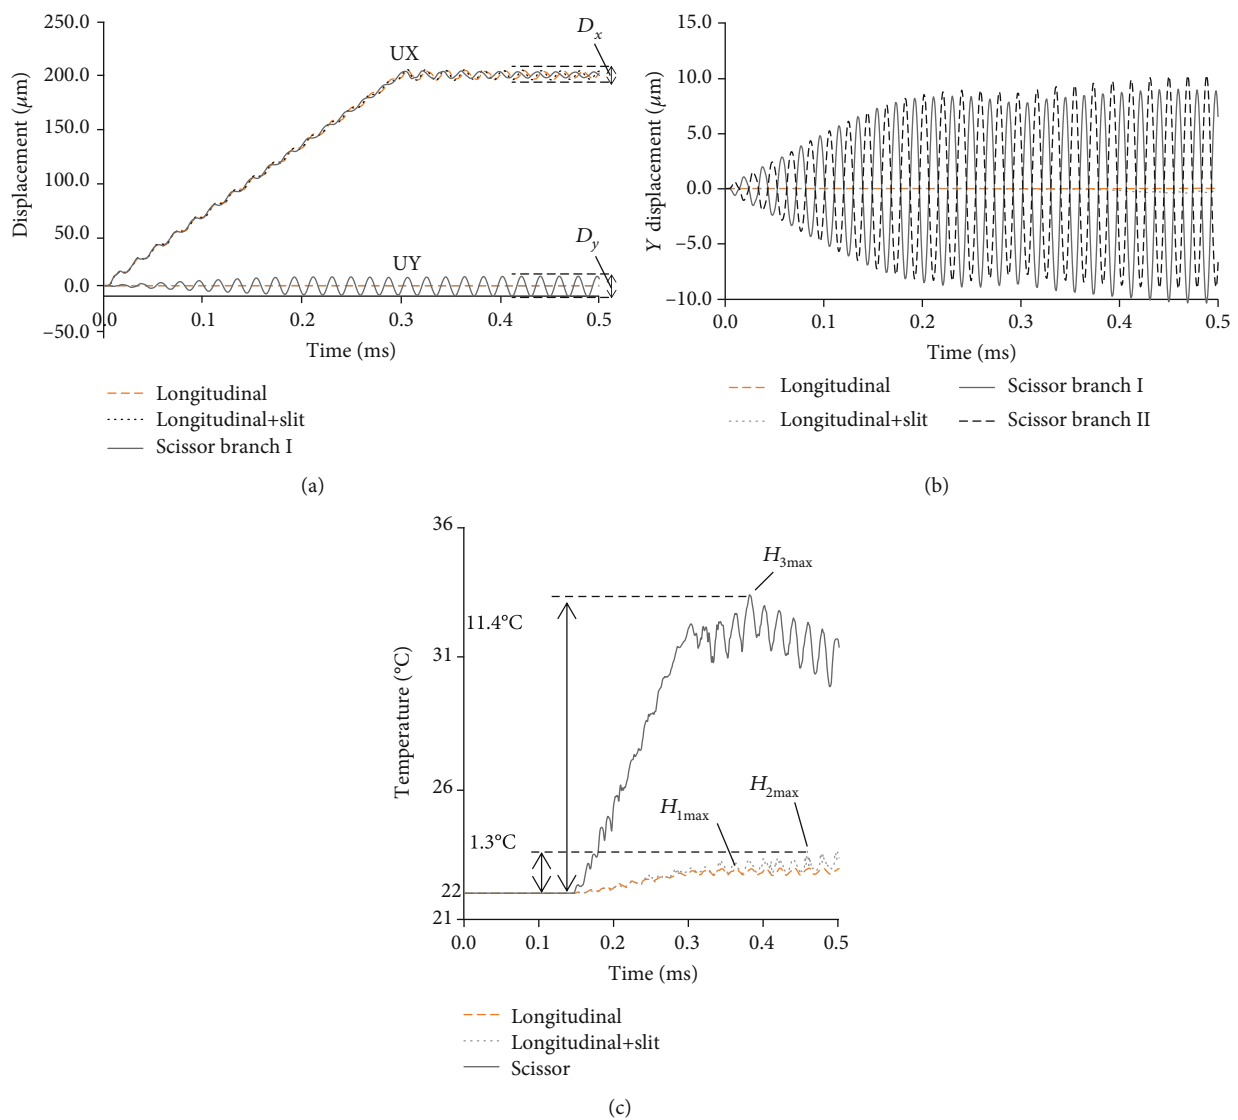 250.0
200.0
150.0
100.0
50.0
0.0
−50.0
Displacement (μm)
UX
UY
Dx
Dy
0.0 0.1 0.2 0.3 0.4 0.5
Time (ms)
Longitudinal
Longitudinal+slit
Scissor branch I
(a)
15.0
10.0
5.0
0.0
−5.0
−10.0
Y displacement (μm)
0.0 0.1 0.2 0.3 0.4 0.5
Time (ms)
Longitudinal
Longitudinal+slit
Scissor branch I
Scissor branch II
(b)
36
31
26
22
21
Temperature (°C)
11.4°C
1.3°C
H3max
H2max
H1max
0.0 0.1 0.2 0.3 0.4 0.5
Time (ms)
Longitudinal
Longitudinal+slit
Scissor
(c)